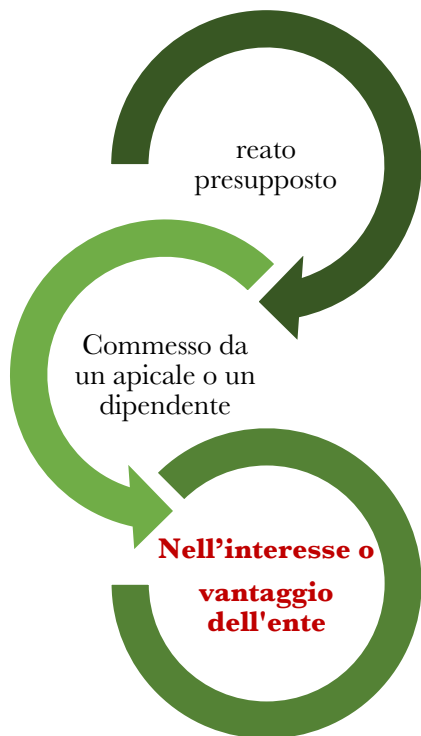 reato
presupposto
Commesso da
un apicale o un
dipendente
Nell’interesse o
vantaggio
dell'ente